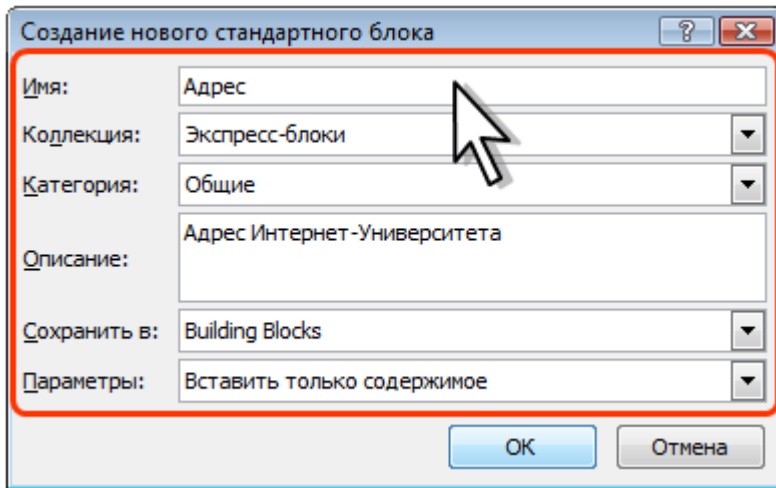 Создание нового стандартного блока
Имя: Адрес
Коллекция: Экспресс-блоки
Категория: Общие
Описание: Адрес Интернет-Университета
Сохранить в: Building Blocks
Параметры: Вставить только содержимое
ОК Отмена